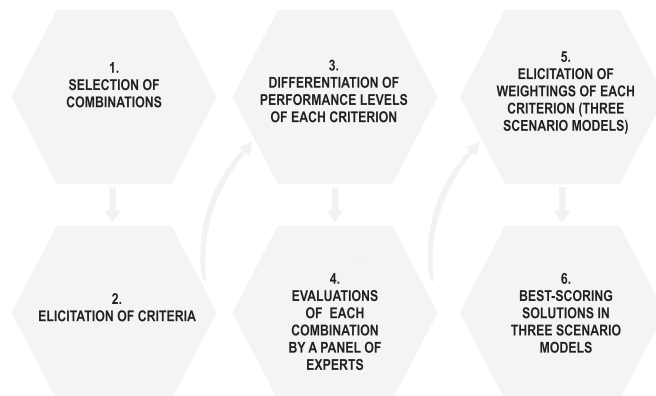 1.
SELECTION OF
COMBINATIONS
2.
ELICITATION OF CRITERIA
3.
DIFFERENTIATION OF
PERFORMANCE LEVELS
OF EACH CRITERION
4.
EVALUATIONS
OF EACH
COMBINATION
BY A PANEL OF
EXPERTS
5.
ELICITATION OF
WEIGHTINGS OF EACH
CRITERION (THREE
SCENARIO MODELS)
6.
BEST-SCORING
SOLUTIONS IN
THREE SCENARIO
MODELS